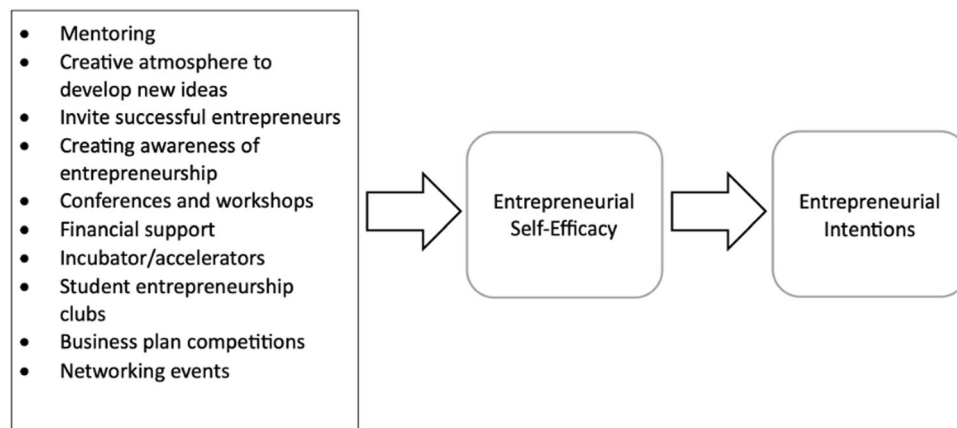 • Mentoring
• Creative atmosphere to
develop new ideas
• Invite successful entrepreneurs
• Creating awareness of
entrepreneurship
• Conferences and workshops
• Financial support
• Incubator/accelerators
• Student entrepreneurship
clubs
• Business plan competitions
• Networking events
Entrepreneurial
Self-Efficacy
Entrepreneurial
Intentions